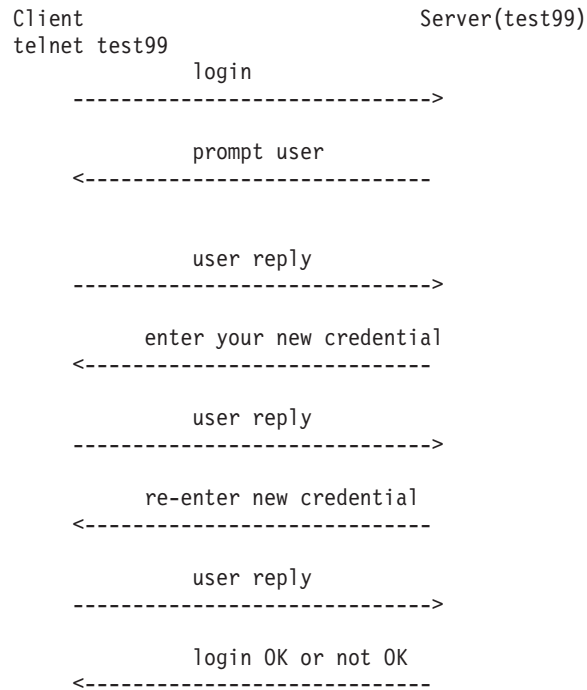 Client Server(test99)
telnet test99
login
------------------------------>
prompt user
<-----------------------------
user reply
------------------------------>
enter your new credential
<-----------------------------
user reply
------------------------------>
re-enter new credential
<-----------------------------
user reply
------------------------------>
login OK or not OK
<-----------------------------